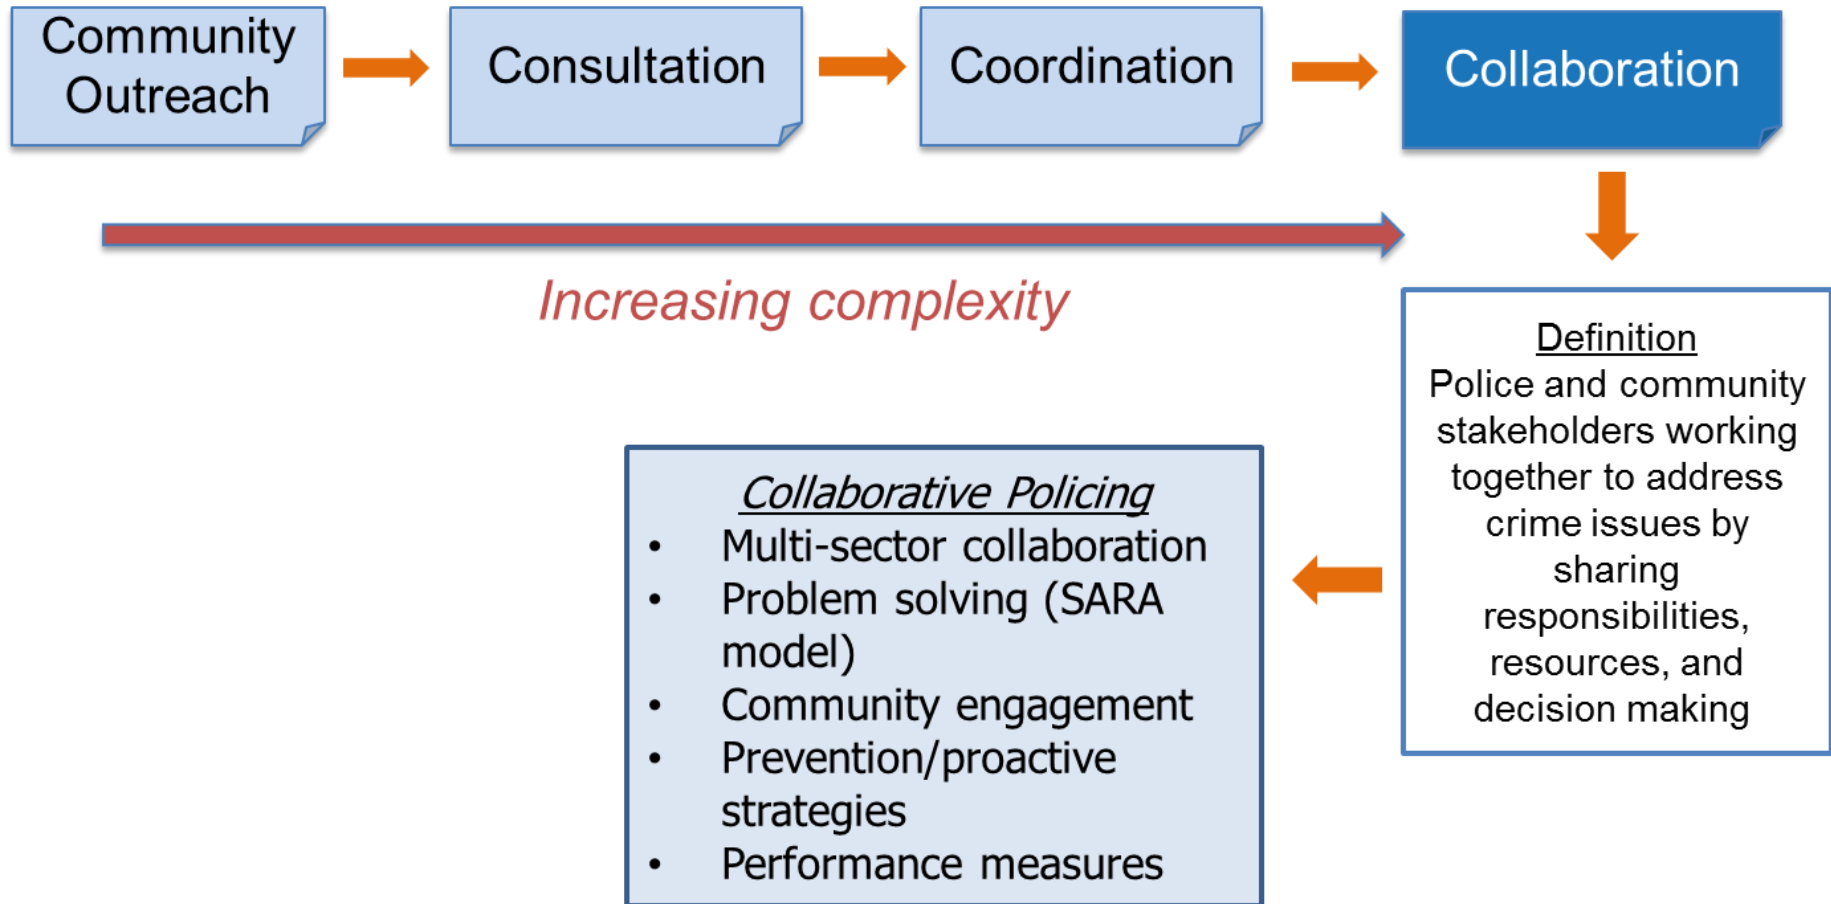 Community
Outreach
Consultation
Coordination
Collaboration
Increasing complexity
Definition
Police and community
stakeholders working
together to address
crime issues by
sharing
responsibilities,
resources, and
decision making
Collaborative Policing
• Multi-sector collaboration
• Problem solving (SARA
model)
• Community engagement
• Prevention/proactive
strategies
• Performance measures